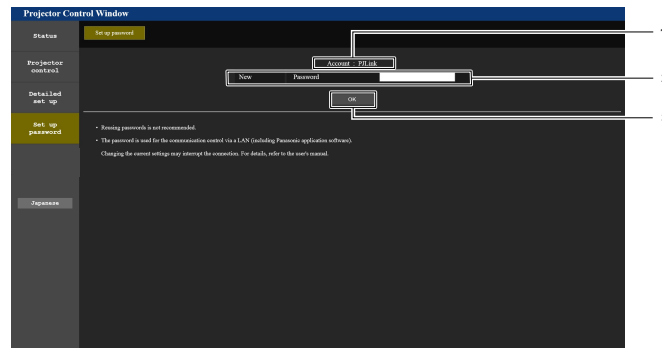 Projector Control Window
Status
Set up password
Projector
control
Account : PJLink
New Password
Detailed
set up
OK
Set up
password
• Reusing passwords is not recommended.
• The password is used for the communication control via a LAN (including Panasonic application software).
Changing the current settings may interrupt the connection. For details, refer to the user's manual.
Japanese